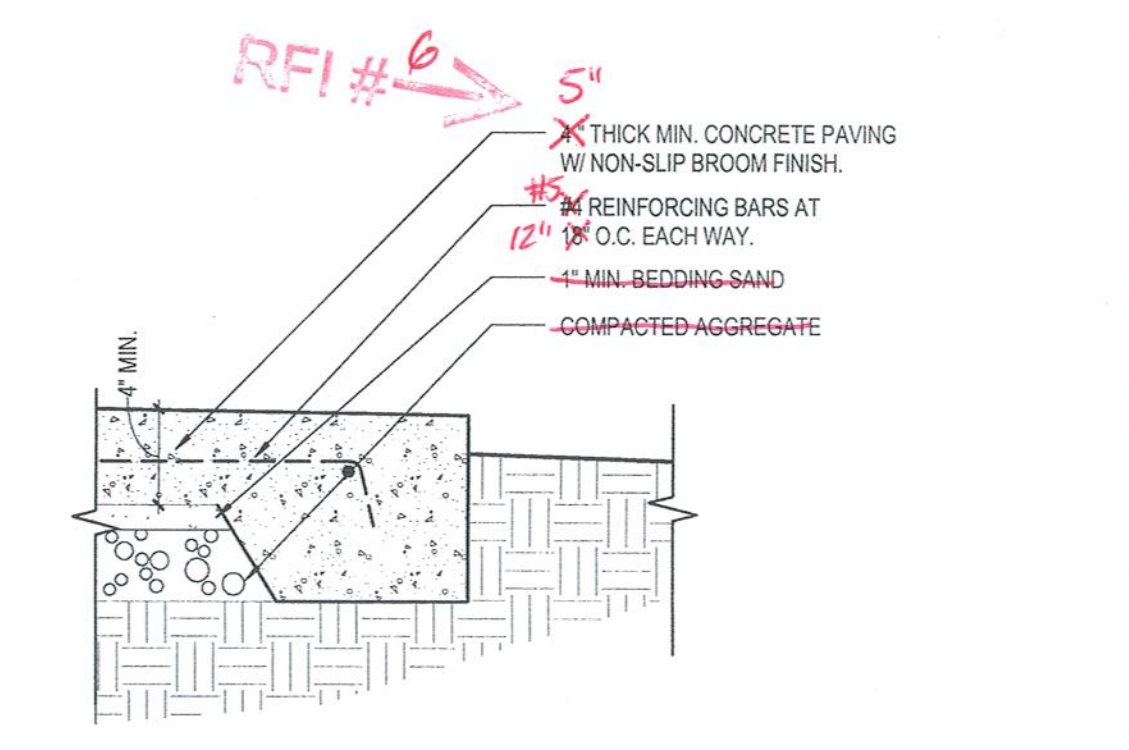 RFI # 6
5"
4" THICK MIN. CONCRETE PAVING
W/ NON-SLIP BROOM FINISH.
#5 #4 REINFORCING BARS AT
12" 18" O.C. EACH WAY.
1" MIN. BEDDING SAND
COMPACTED AGGREGATE
4" MIN.